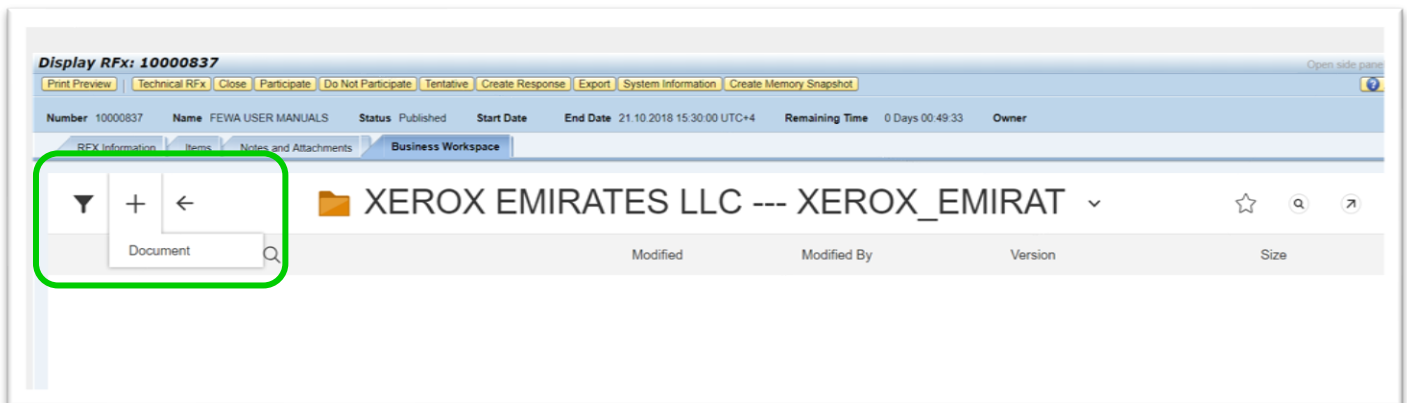 Display RFx: 10000837 Open side pane
Print Preview Technical RFx Close Participate Do Not Participate Tentative Create Response Export System Information Create Memory Snapshot
Number 10000837 Name FEWA USER MANUALS Status Published Start Date End Date 21.10.2018 15:30:00 UTC+4 Remaining Time 0 Days 00:49:33 Owner
RFX Information Items Notes and Attachments Business Workspace
XEROX EMIRATES LLC --- XEROX_EMIRAT
Document Modified Modified By Version Size